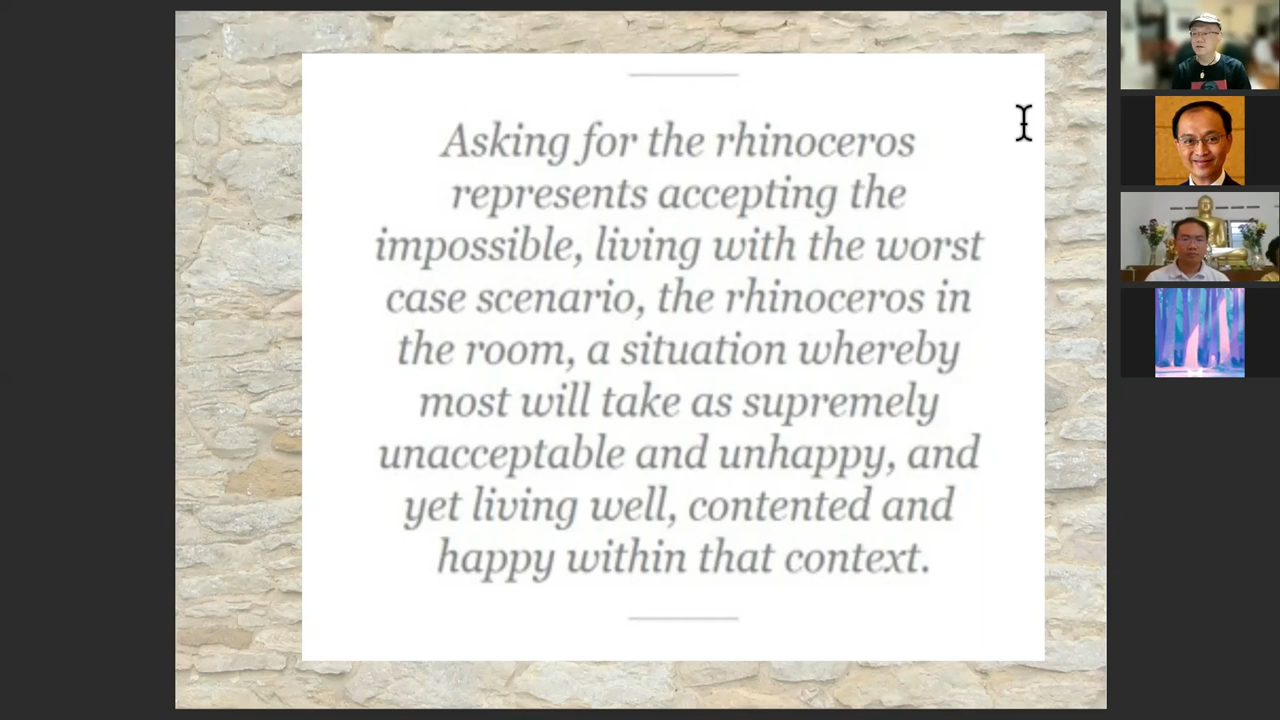 Asking for the rhinoceros
represents accepting the
impossible, living with the worst
case scenario, the rhinoceros in
the room, a situation whereby
most will take as supremely
unacceptable and unhappy, and
yet living well, contented and
happy within that context.